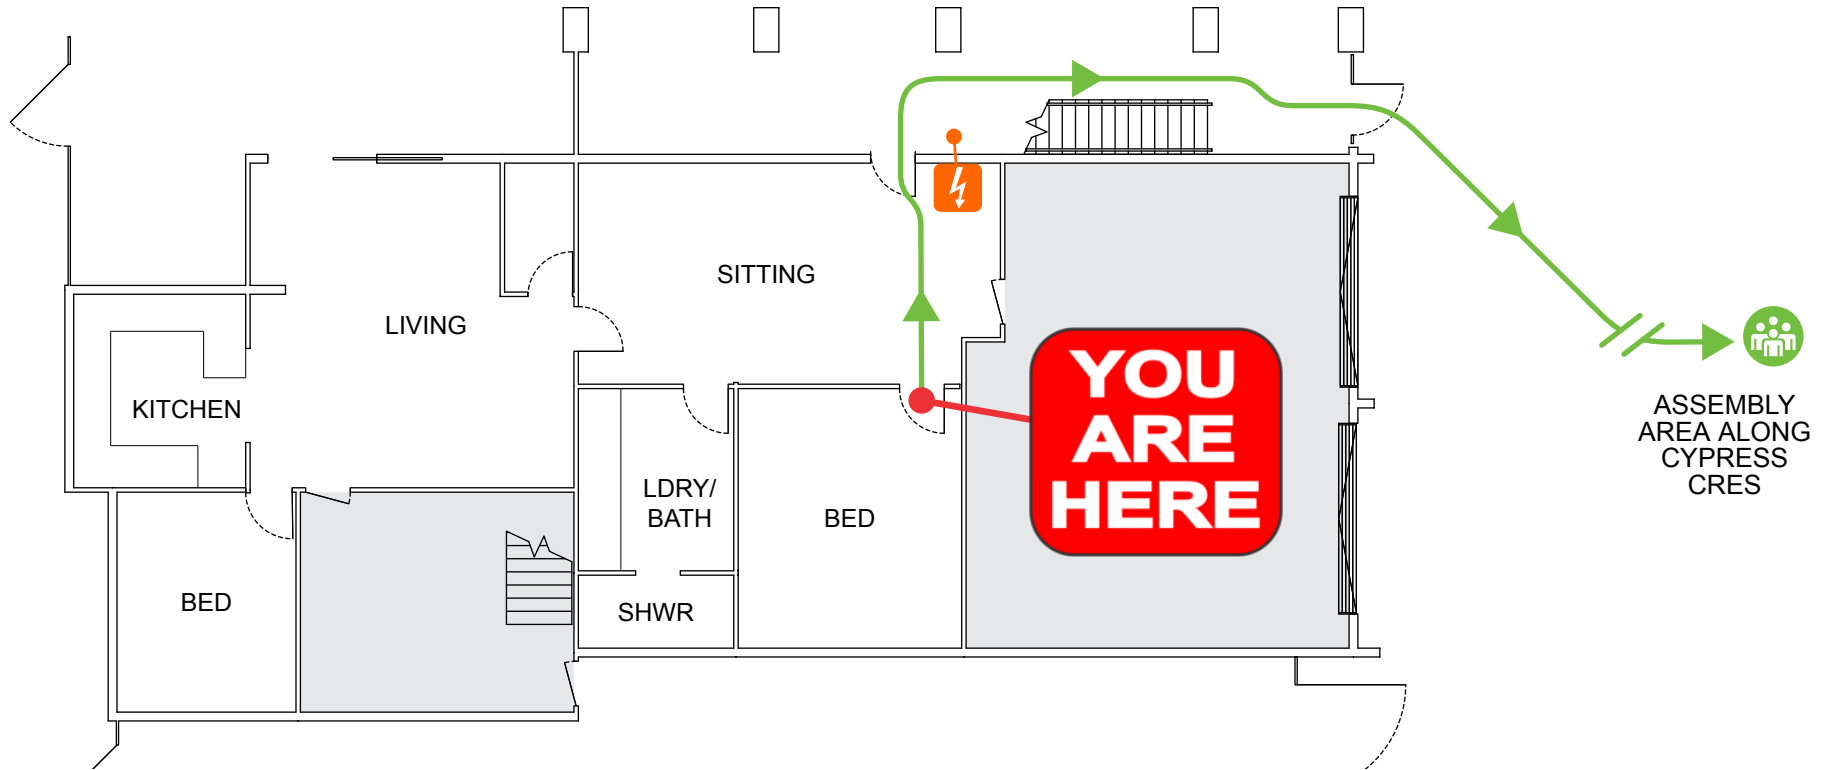 SITTING
LIVING
KITCHEN
YOU
ARE
HERE
ASSEMBLY
AREA ALONG
CYPRESS
CRES
LDRY/
BATH
BED
BED
SHWR